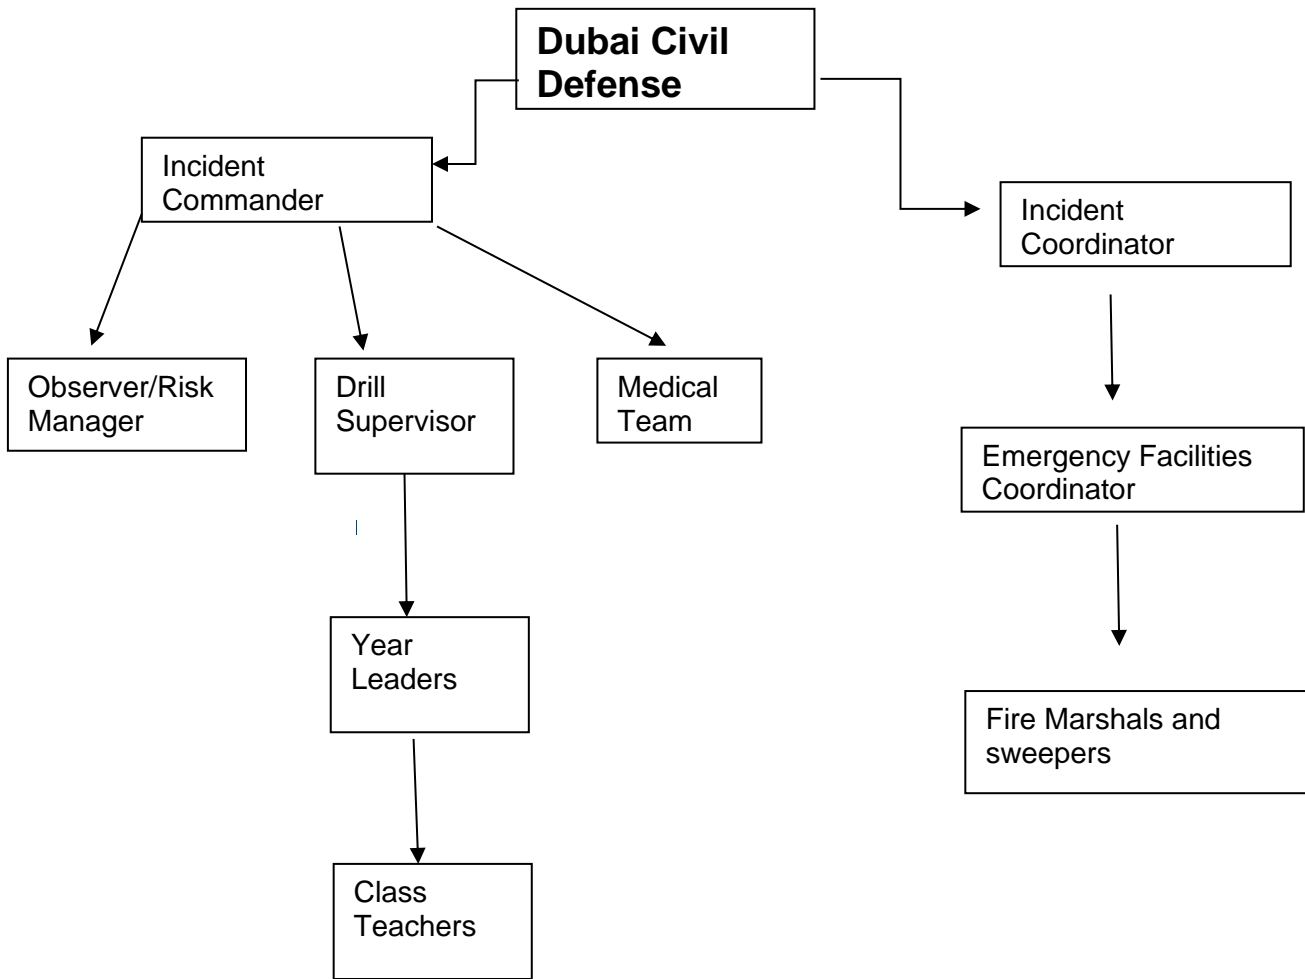 Dubai Civil
Defense
Incident
Commander
Incident
Coordinator
Observer/Risk
Manager
Drill
Supervisor
Medical
Team
Emergency Facilities
Coordinator
Year
Leaders
Fire Marshals and
sweepers
Class
Teachers